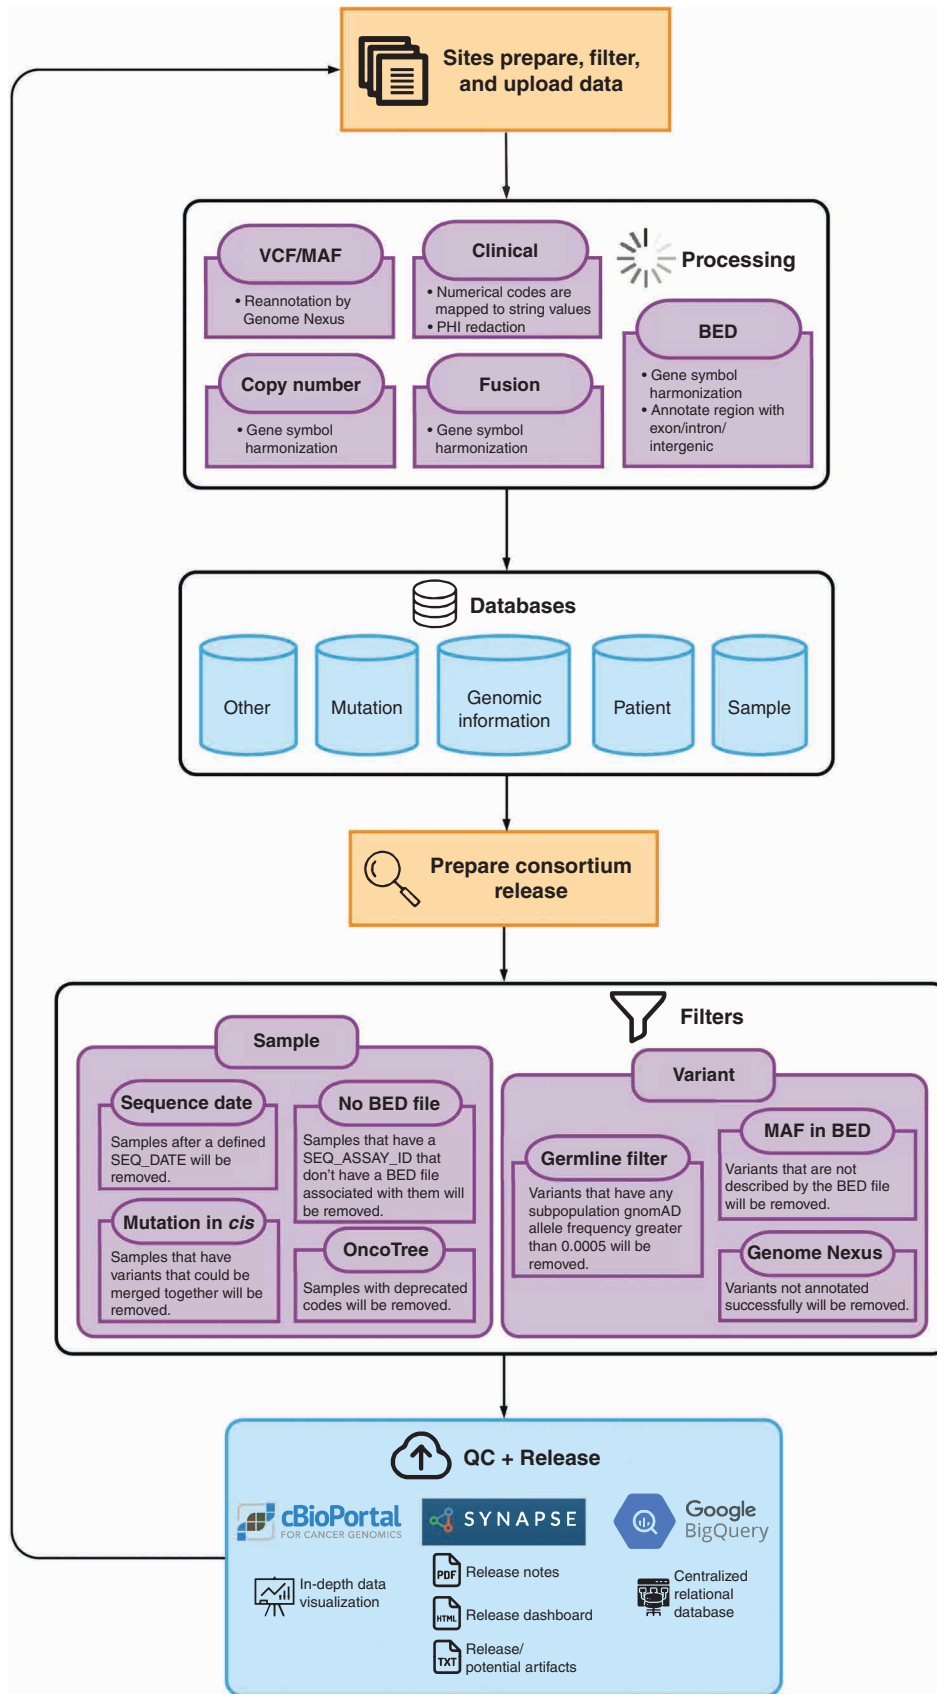 Sites prepare, filter,
and upload data
Processing
VCF/MAF
• Reannotation by
Genome Nexus
Clinical
• Numerical codes are
mapped to string values
• PHI redaction
BED
• Gene symbol
harmonization
• Annotate region with
exon/intron/
intergenic
Copy number
• Gene symbol
harmonization
Fusion
• Gene symbol
harmonization
Databases
Other
Mutation
Genomic
information
Patient
Sample
Prepare consortium
release
Filters
Sample
Sequence date
Samples after a defined
SEQ_DATE will be
removed.
No BED file
Samples that have a
SEQ_ASSAY_ID that
don't have a BED file
associated with them will
be removed.
Mutation in cis
Samples that have
variants that could be
merged together will be
removed.
OncoTree
Samples with deprecated
codes will be removed.
Variant
Germline filter
Variants that have any
subpopulation gnomAD
allele frequency greater
than 0.0005 will be
removed.
MAF in BED
Variants that are not
described by the BED file
will be removed.
Genome Nexus
Variants not annotated
successfully will be removed.
QC + Release
cBioPortal
FOR CANCER GENOMICS
In-depth data
visualization
SYNAPSE
PDF Release notes
HTML Release dashboard
TXT Release/
potential artifacts
Google
BigQuery
Centralized
relational
database